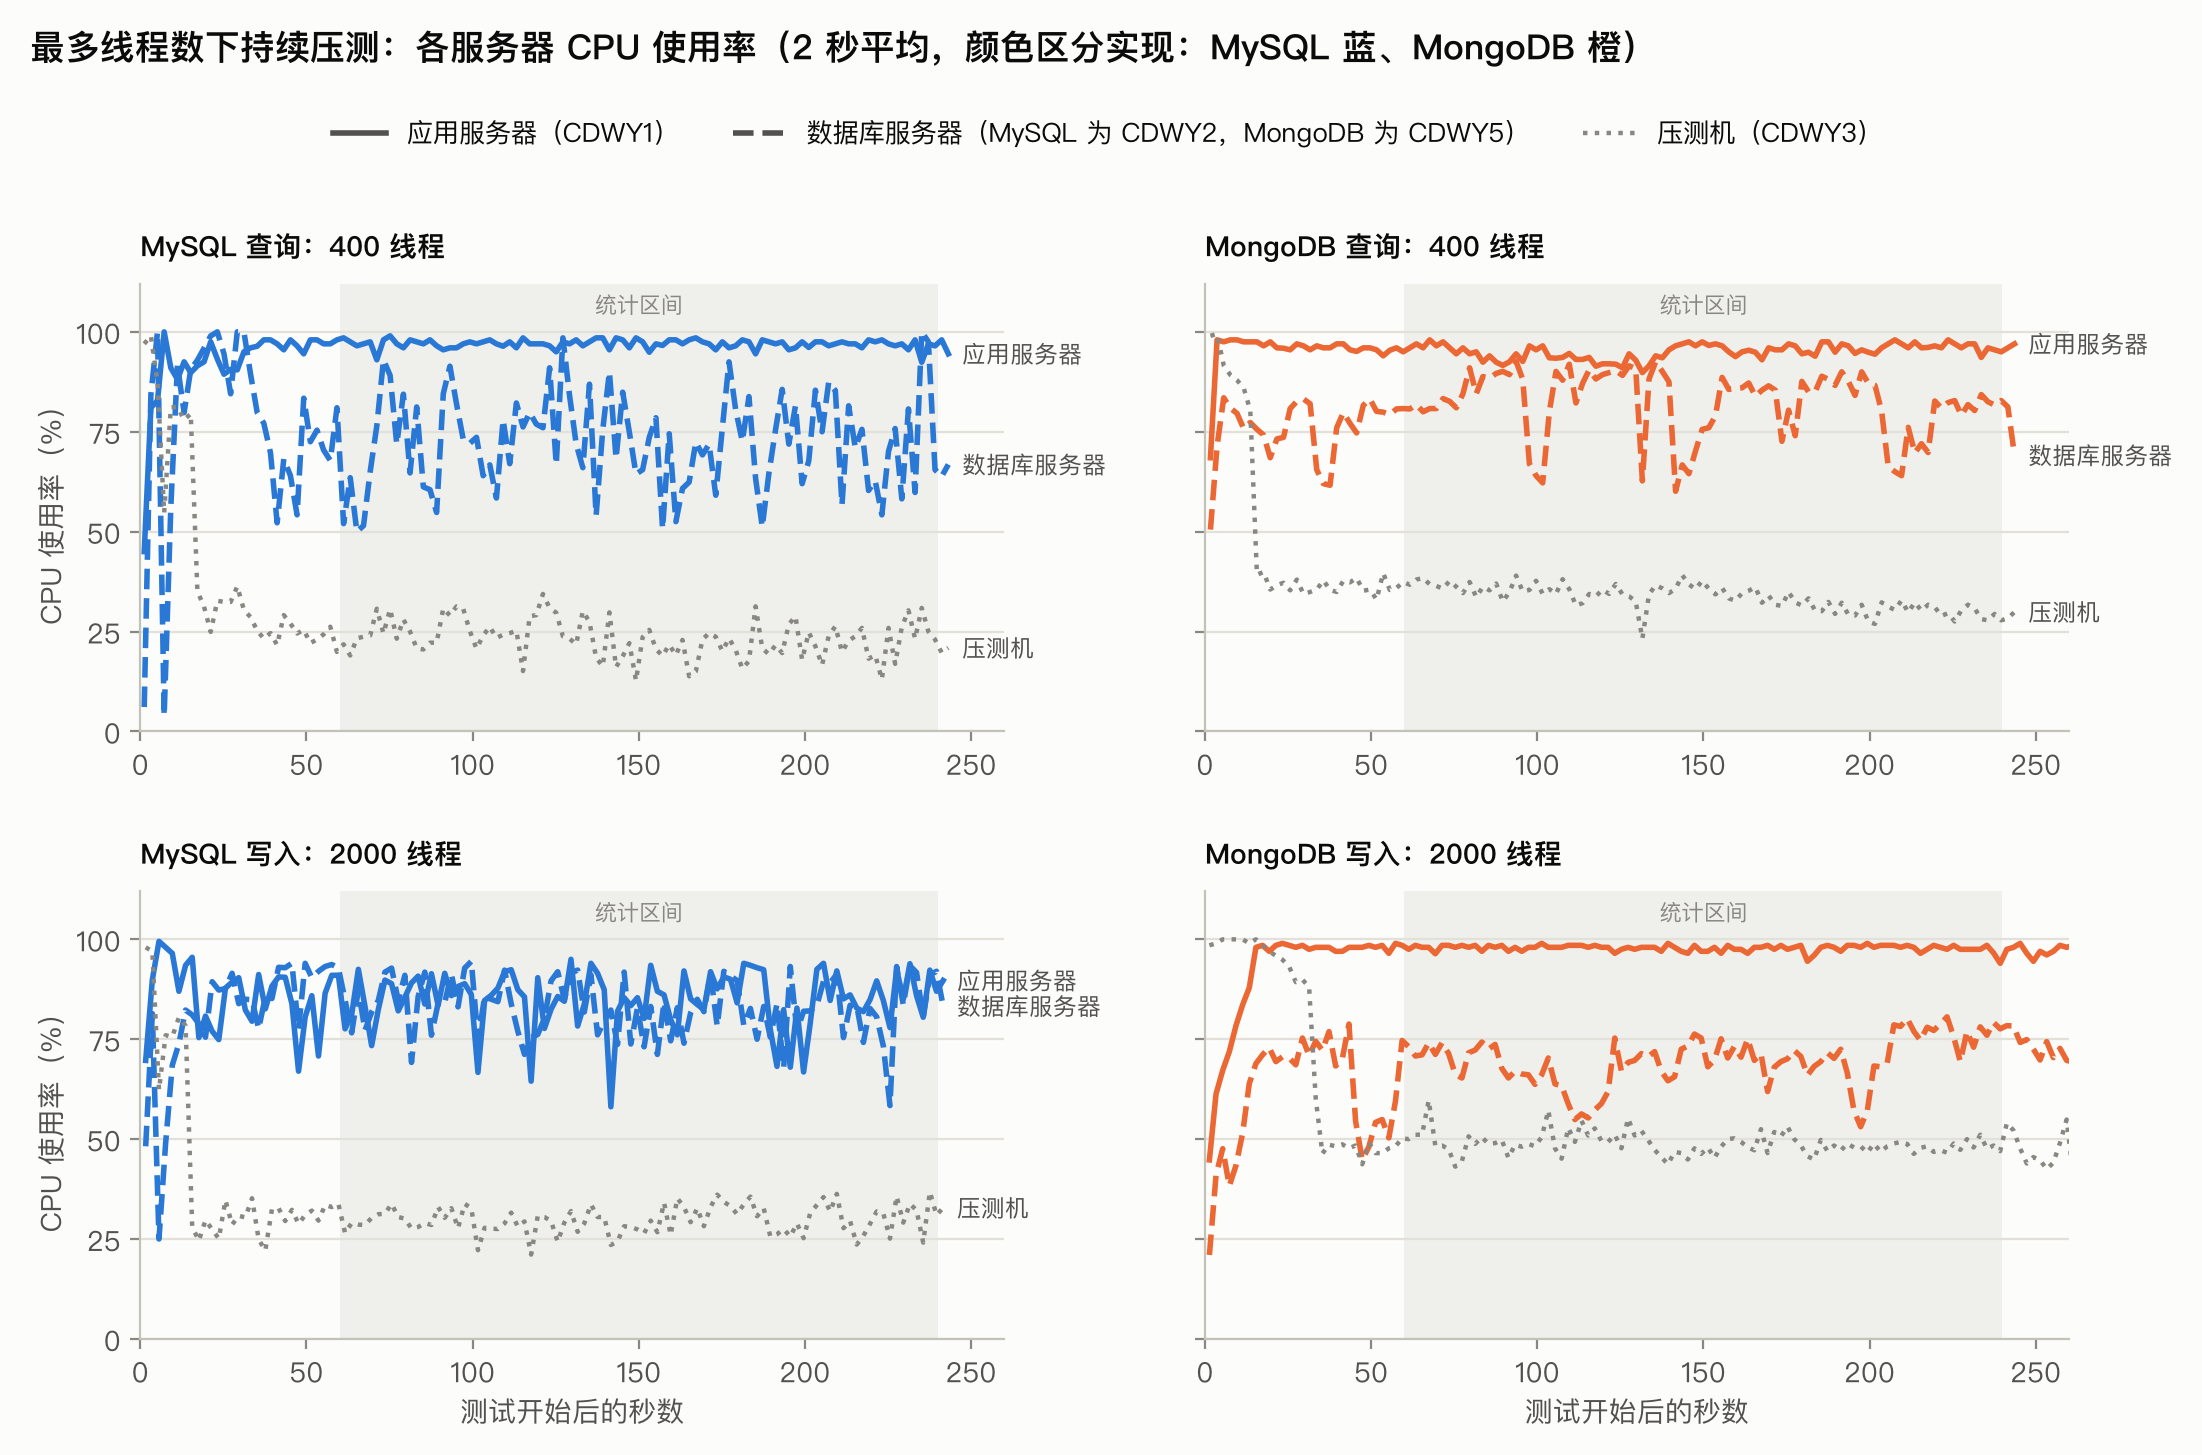 最多线程数下持续压测：各服务器 CPU 使用率（2 秒平均，颜色区分实现：MySQL 蓝、MongoDB 橙）
应用服务器（CDWY1）
数据库服务器（MySQL 为 CDWY2，MongoDB 为 CDWY5）
压测机（CDWY3）
MySQL 查询：400 线程
统计区间
CPU 使用率（%）
100
75
50
25
0
应用服务器
数据库服务器
压测机
0 50 100 150 200 250
MongoDB 查询：400 线程
统计区间
应用服务器
数据库服务器
压测机
0 50 100 150 200 250
MySQL 写入：2000 线程
统计区间
CPU 使用率（%）
100
75
50
25
0
应用服务器
数据库服务器
压测机
0 50 100 150 200 250
测试开始后的秒数
MongoDB 写入：2000 线程
统计区间
0 50 100 150 200 250
测试开始后的秒数